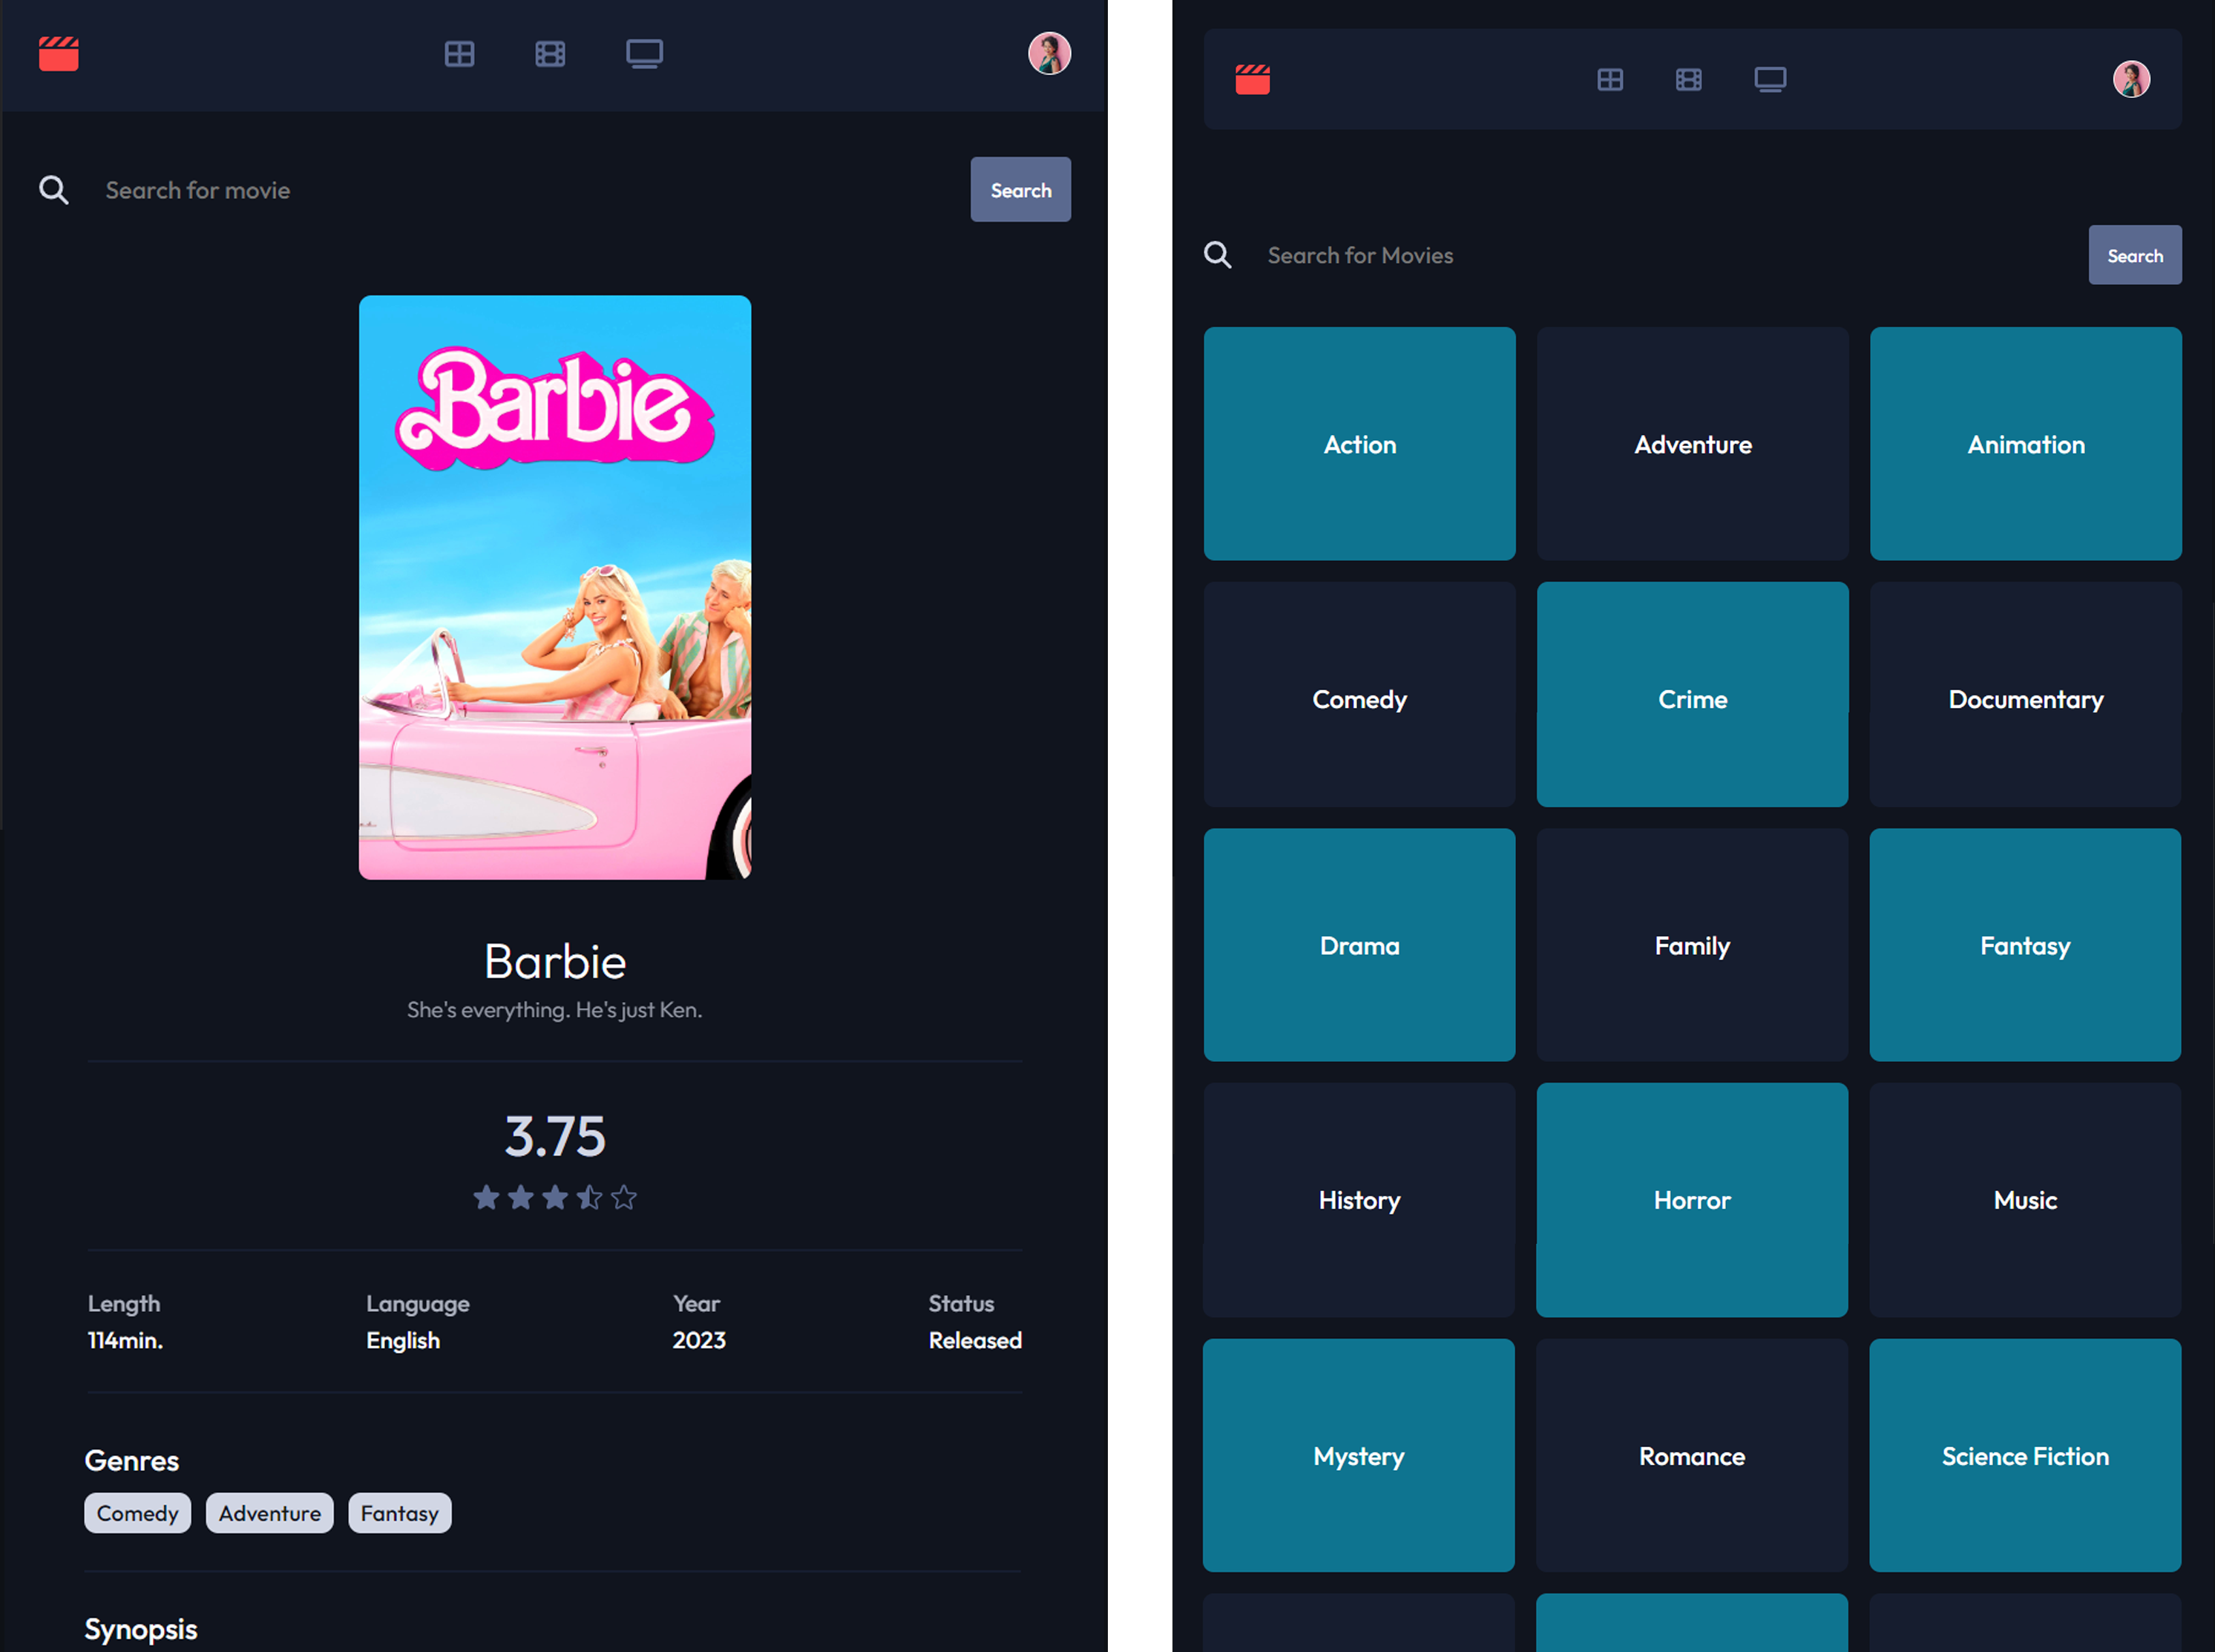 Search for movie
Search
Barbie
Barbie
She's everything. He's just Ken.
3.75
Length Language Year Status
114min. English 2023 Released
Genres
Comedy Adventure Fantasy
Synopsis
Search for Movies
Search
Action Adventure Animation
Comedy Crime Documentary
Drama Family Fantasy
History Horror Music
Mystery Romance Science Fiction